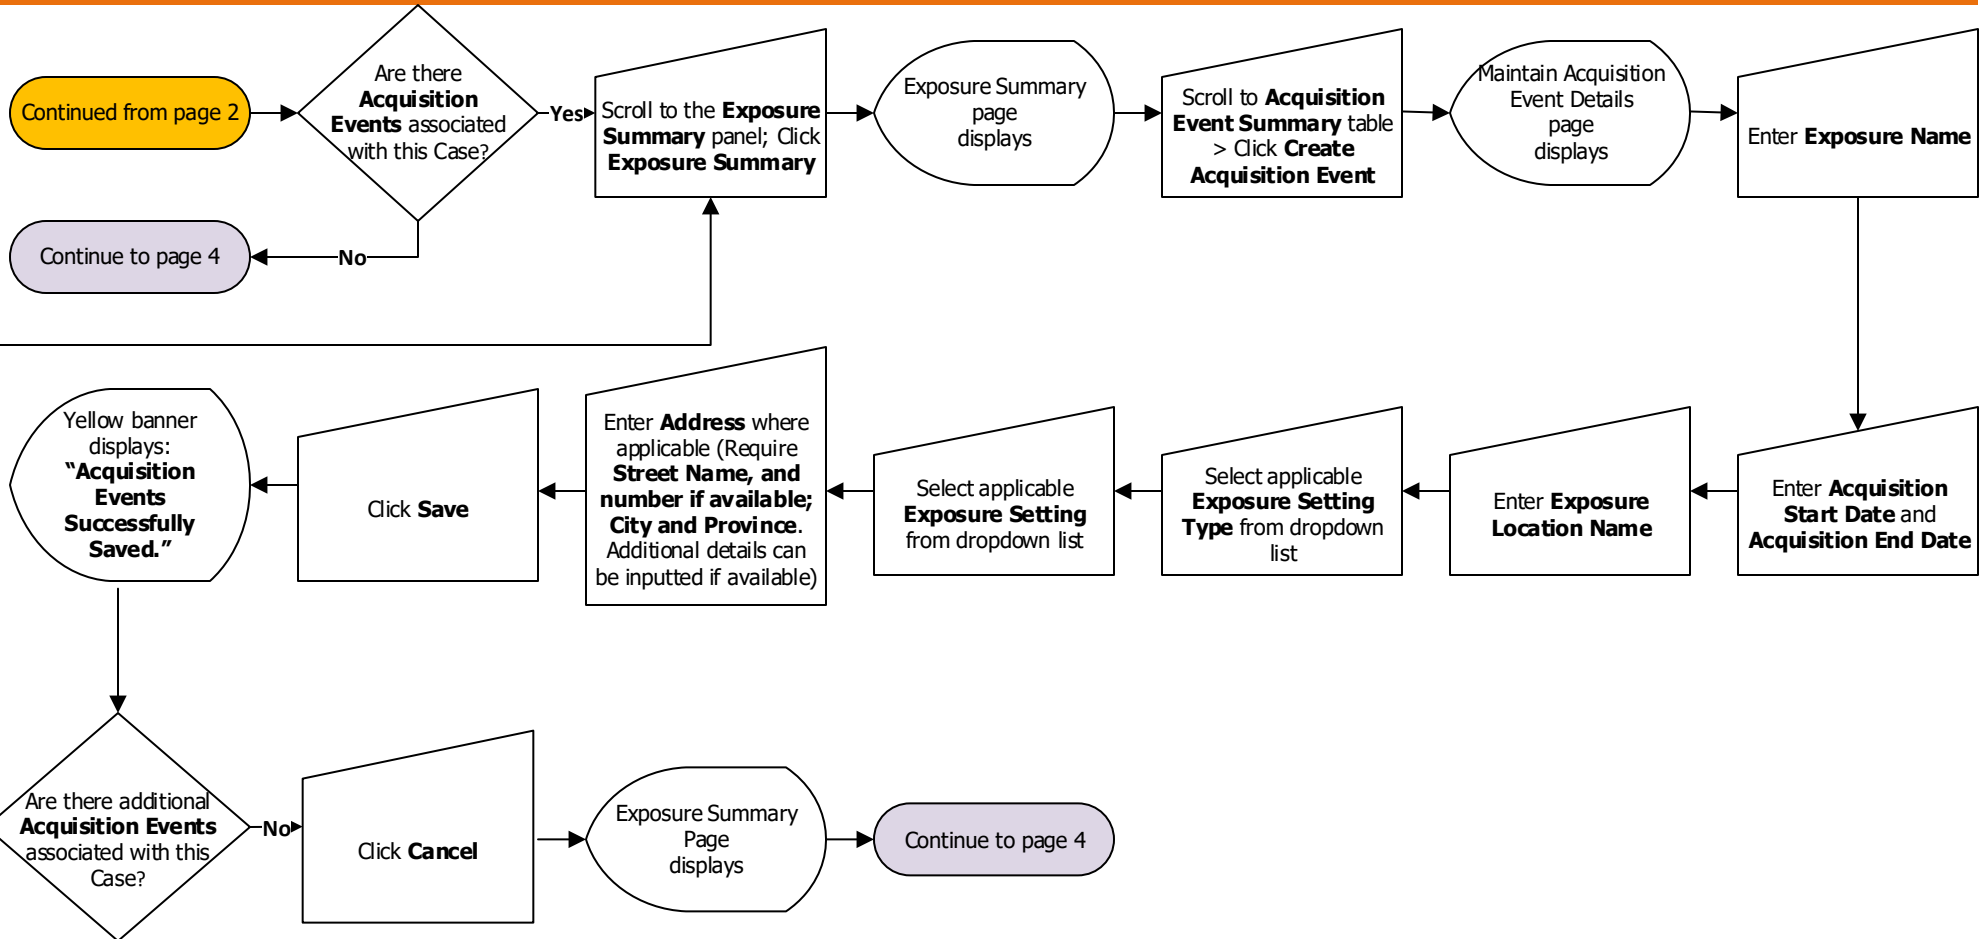 Continued from page 2
Are there
Acquisition
Events associated
with this Case?
Yes
Scroll to the Exposure
Summary panel; Click
Exposure Summary
Exposure Summary
page
displays
Scroll to Acquisition
Event Summary table
> Click Create
Acquisition Event
Maintain Acquisition
Event Details
page
displays
Enter Exposure Name
Continue to page 4
No
Yellow banner
displays:
“Acquisition
Events
Successfully
Saved.”
Click Save
Enter Address where
applicable (Require
Street Name, and
number if available;
City and Province.
Additional details can
be inputted if available)
Select applicable
Exposure Setting
from dropdown list
Select applicable
Exposure Setting
Type from dropdown
list
Enter Exposure
Location Name
Enter Acquisition
Start Date and
Acquisition End Date
Are there additional
Acquisition Events
associated with this
Case?
No
Click Cancel
Exposure Summary
Page
displays
Continue to page 4